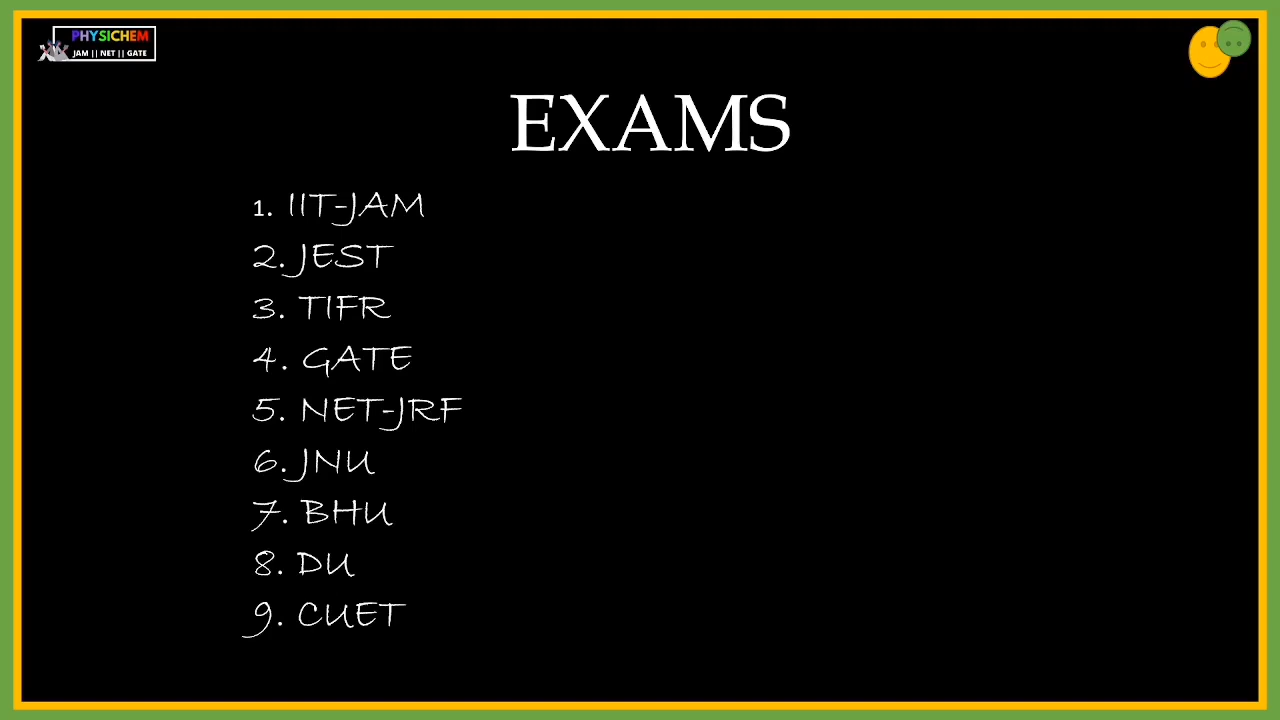 PHYSICHEM
JAM || NET || GATE
EXAMS
1. IIT-JAM
2. JEST
3. TIFR
4. GATE
5. NET-JRF
6. JNU
7. BHU
8. DU
9. CUET